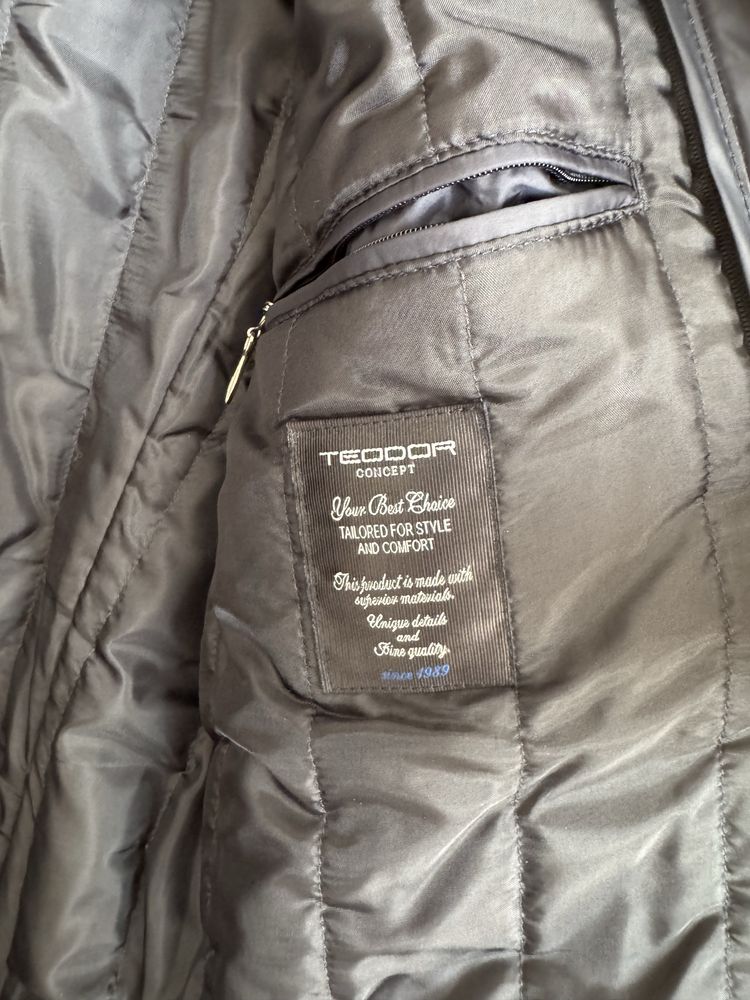 TEODOR
CONCEPT
Your Best Choice
TAILORED FOR STYLE
AND COMFORT
This product is made with
superior materials.
Unique details
and
Fine quality.
since 1989